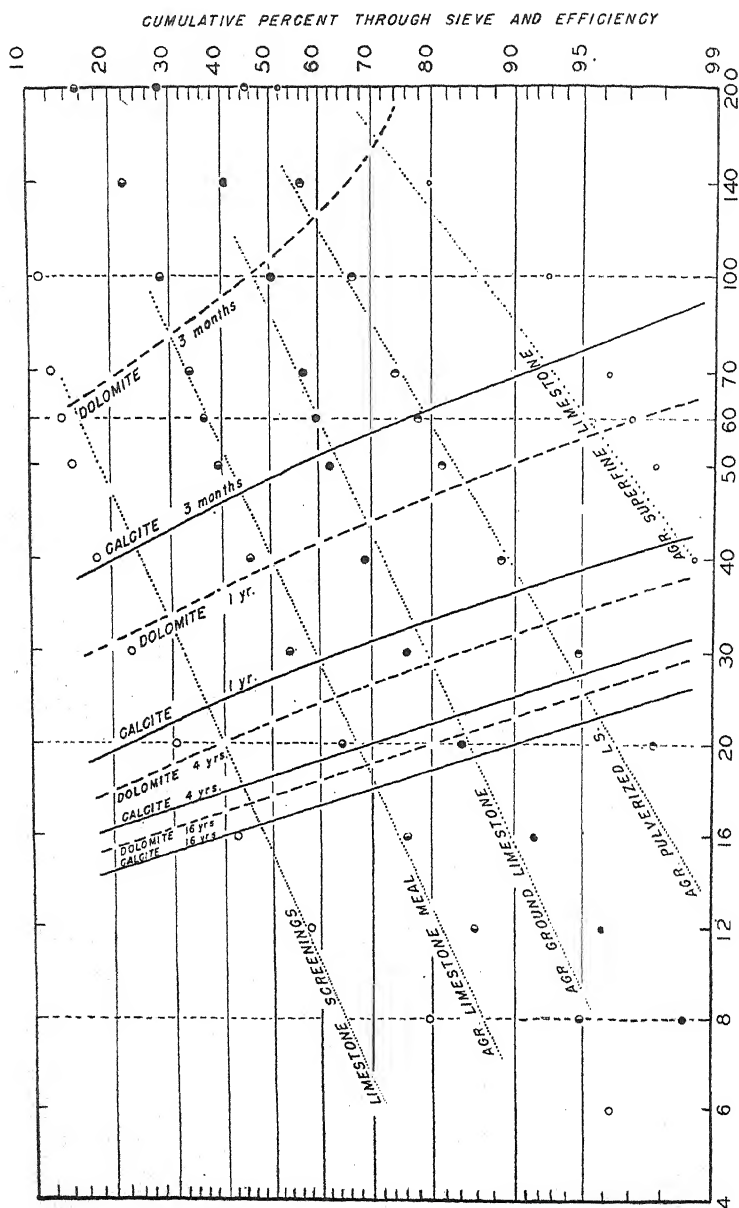 CUMULATIVE PERCENT THROUGH SIEVE AND EFFICIENCY
10 20 30 40 50 60 70 80 90 95 99
200
140
100
70
60
50
40
30
20
16
12
8
6
4
DOLOMITE 3 months
CALCITE 3 months
DOLOMITE 1 yr.
CALCITE 1 yr.
DOLOMITE 4 yrs.
CALCITE 4 yrs.
DOLOMITE 16 yrs
CALCITE 16 yrs
LIMESTONE SCREENINGS
AGR. LIMESTONE MEAL
AGR GROUND LIMESTONE
AGR PULVERIZED L.S.
AGR. SUPERFINE LIMESTONE